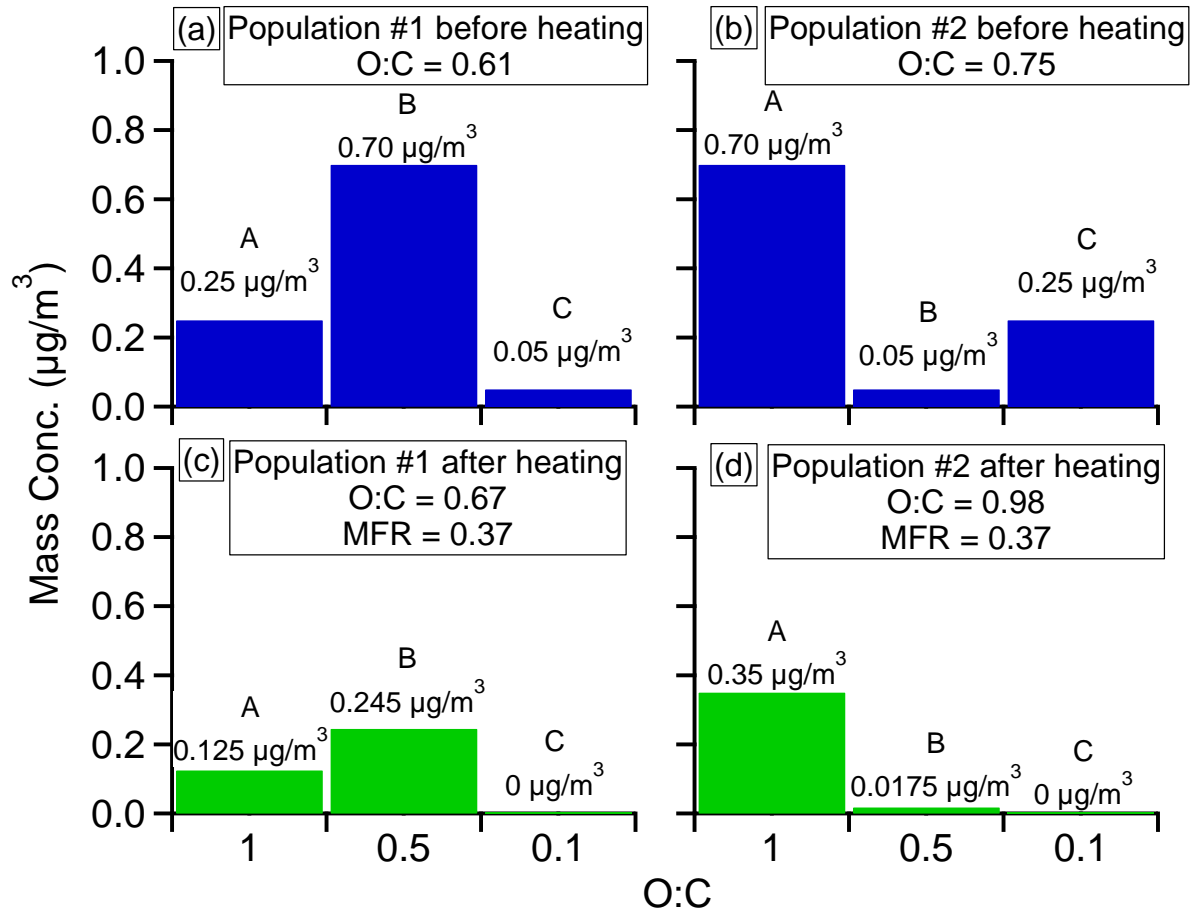 (a)
Population #1 before heating
O:C = 0.61
(b)
Population #2 before heating
O:C = 0.75
Mass Conc. (µg/m³)
1.0
0.8
0.6
0.4
0.2
0.0
A
0.25 µg/m³
B
0.70 µg/m³
C
0.05 µg/m³
A
0.70 µg/m³
B
0.05 µg/m³
C
0.25 µg/m³
(c)
Population #1 after heating
O:C = 0.67
MFR = 0.37
(d)
Population #2 after heating
O:C = 0.98
MFR = 0.37
1.0
0.8
0.6
0.4
0.2
0.0
A
0.125 µg/m³
B
0.245 µg/m³
C
0 µg/m³
A
0.35 µg/m³
B
0.0175 µg/m³
C
0 µg/m³
1 0.5 0.1
1 0.5 0.1
O:C